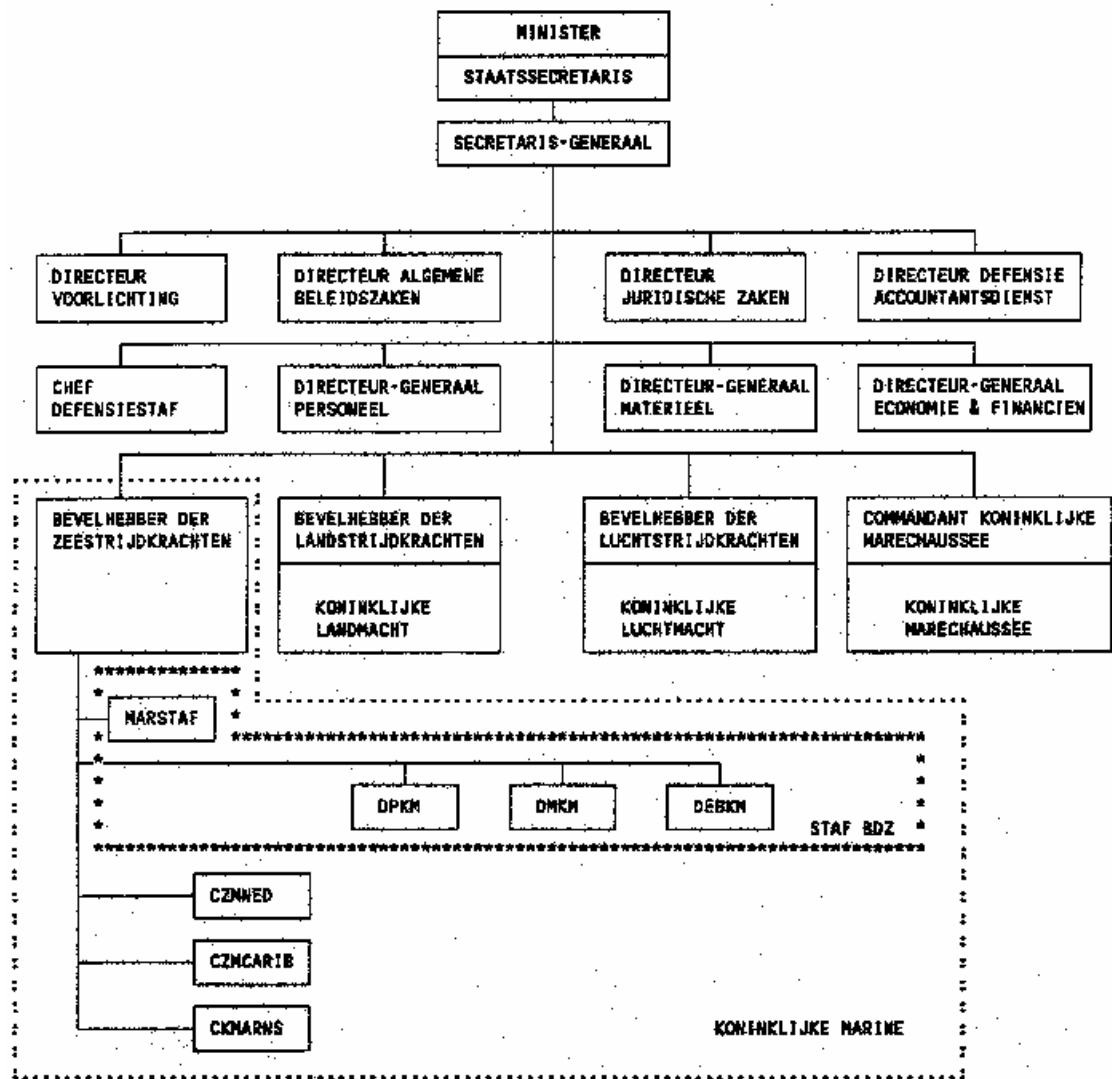 MINISTER
STAATSSECRETARIS
SECRETARIS-GENERAAL
DIRECTEUR
VOORLICHTING
DIRECTEUR ALGEMENE
BELEIDSZAKEN
DIRECTEUR
JURIDISCHE ZAKEN
DIRECTEUR DEFENSIE
ACCOUNTANTSDIENST
CHEF
DEFENSIESTAF
DIRECTEUR-GENERAAL
PERSONEEL
DIRECTEUR-GENERAAL
MATERIEEL
DIRECTEUR-GENERAAL
ECONOMIE & FINANCIEN
BEVELHEBBER DER
ZEESTRIJDKRACHTEN
BEVELHEBBER DER
LANDSTRIJDKRACHTEN
KONINKLIJKE
LANDMACHT
BEVELHEBBER DER
LUCHTSTRIJDKRACHTEN
KONINKLIJKE
LUCHTMACHT
COMMANDANT KONINKLIJKE
MARECHAUSSEE
KONINKLIJKE
MARECHAUSSEE
MARSTAF
DPKM
DMKM
DEBKM
STAF BDZ
CZMNED
CZMCARIB
CKMARNS
KONINKLIJKE MARINE